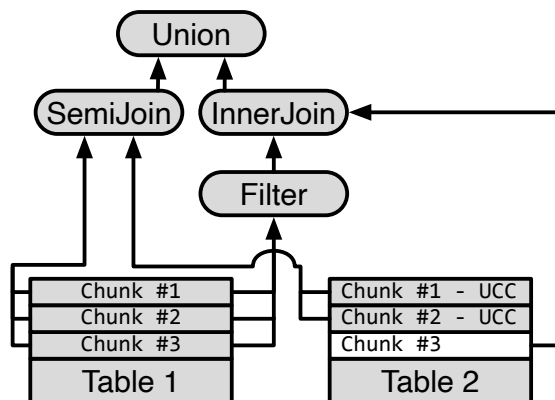 Union
SemiJoin
InnerJoin
Filter
Chunk #1
Chunk #2
Chunk #3
Table 1
Chunk #1 - UCC
Chunk #2 - UCC
Chunk #3
Table 2